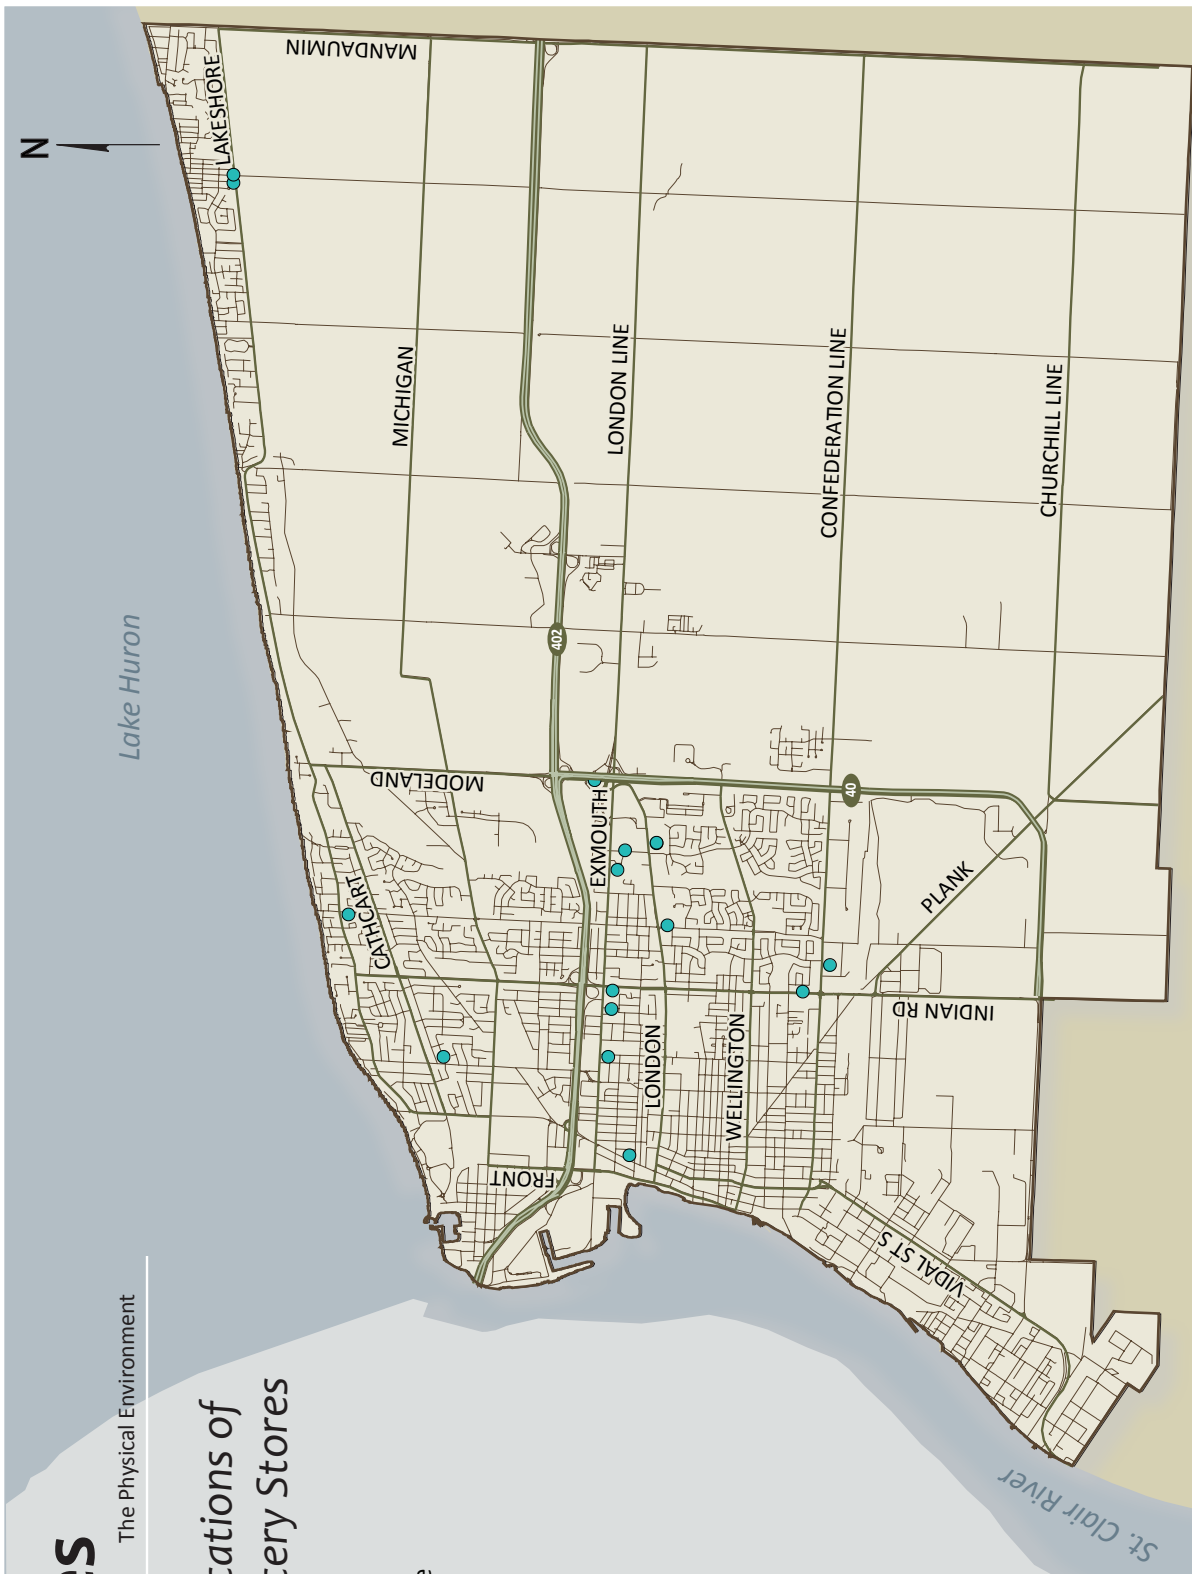 The Physical Environment
N
Lake Huron
LAKESHORE
MANDAUMIN
MICHIGAN
402
LONDON LINE
CONFEDERATION LINE
CHURCHILL LINE
MODELAND
EXMOUTH
40
CATHCART
PLANK
INDIAN RD
LONDON
WELLINGTON
FRONT
VIDAL ST S
St. Clair River
cations of
cery Stores
es
e